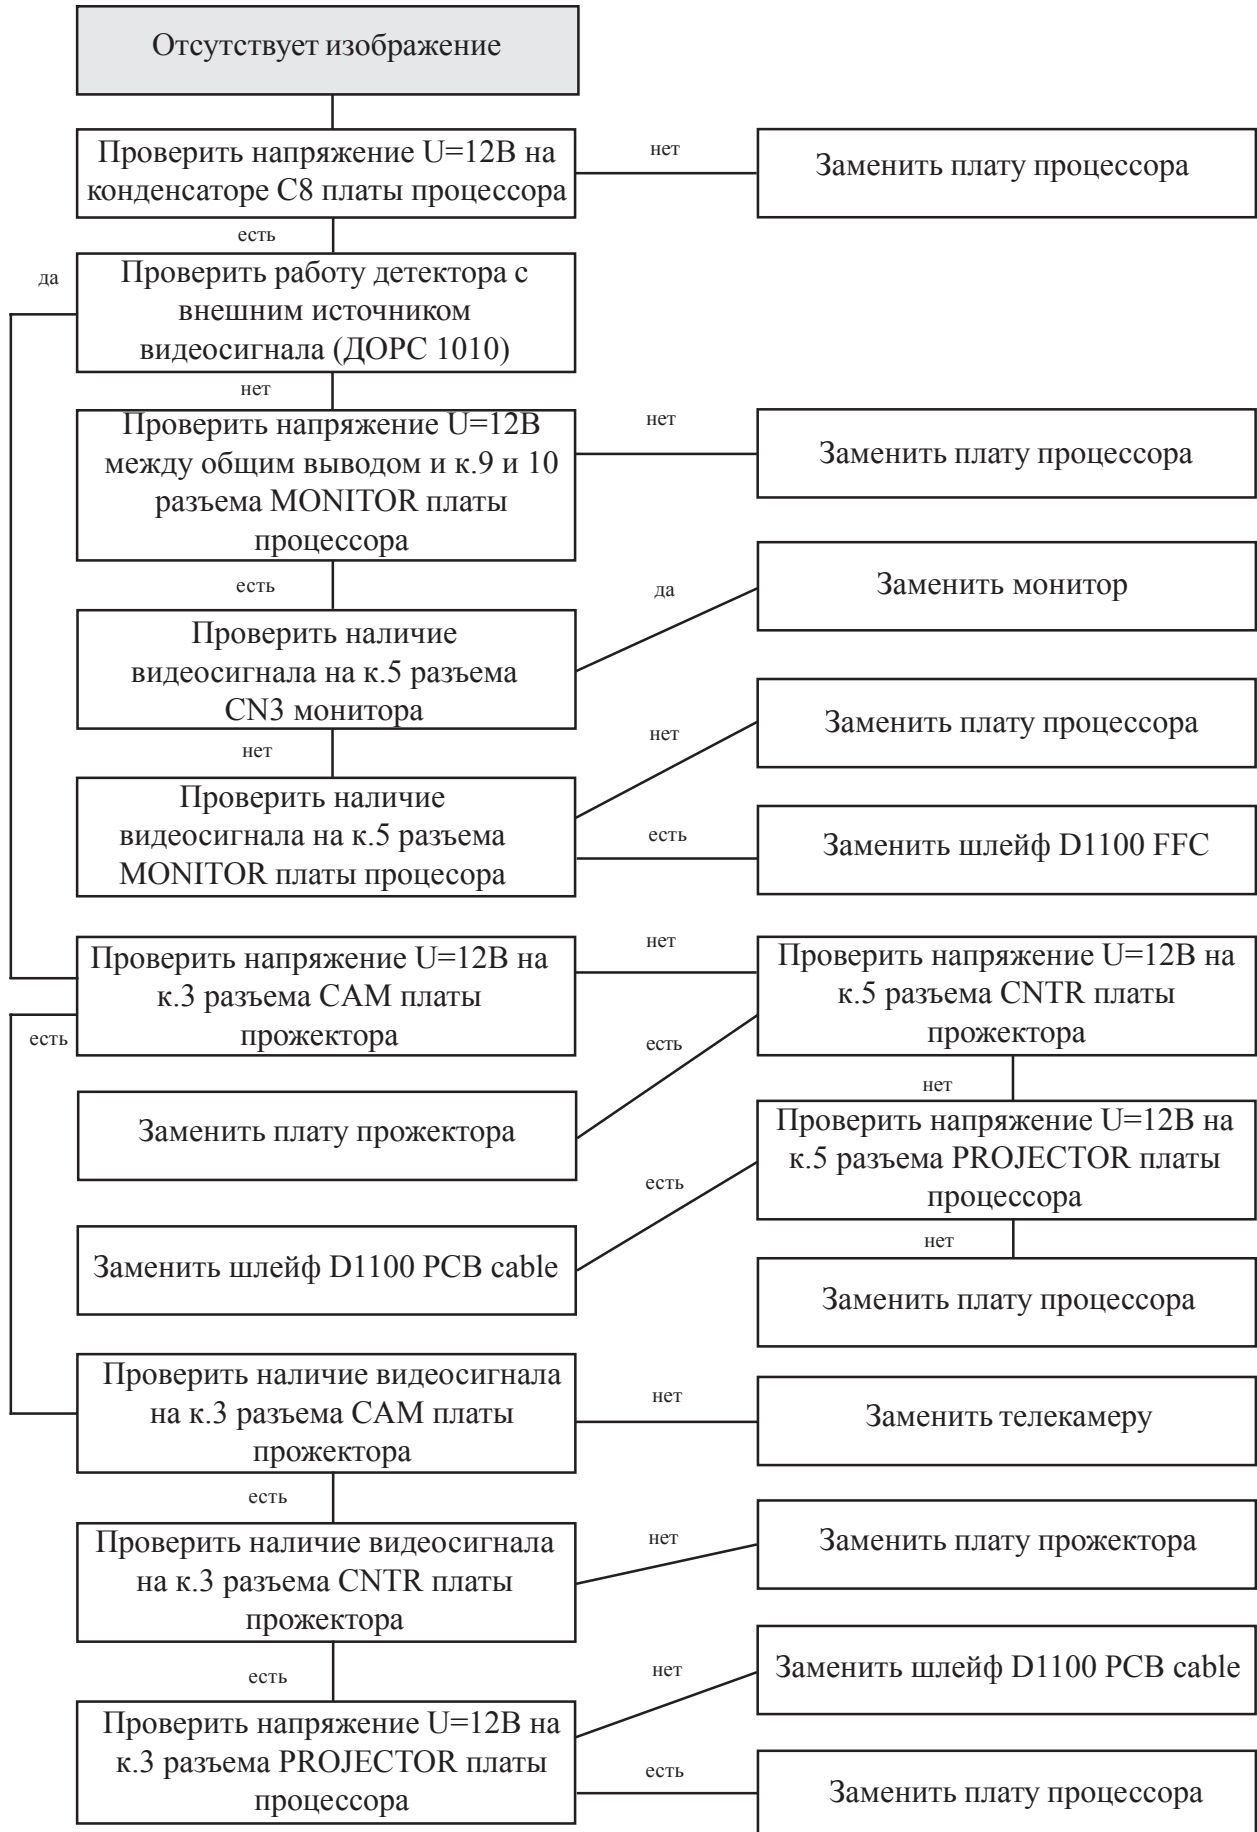 Отсутствует изображение
Проверить напряжение U=12В на
конденсаторе С8 платы процессора
нет
Заменить плату процессора
есть
да
Проверить работу детектора с
внешним источником
видеосигнала (ДОРС 1010)
нет
Проверить напряжение U=12В
между общим выводом и к.9 и 10
разъема MONITOR платы
процессора
нет
Заменить плату процессора
есть
Проверить наличие
видеосигнала на к.5 разъема
CN3 монитора
да
Заменить монитор
нет
Проверить наличие
видеосигнала на к.5 разъема
MONITOR платы процесора
нет
Заменить плату процессора
есть
Заменить шлейф D1100 FFC
Проверить напряжение U=12В на
к.3 разъема CAM платы
прожектора
нет
Проверить напряжение U=12В на
к.5 разъема CNTR платы
прожектора
есть
есть
Заменить плату прожектора
нет
Проверить напряжение U=12В на
к.5 разъема PROJECTOR платы
процессора
есть
Заменить шлейф D1100 PCB cable
нет
Заменить плату процессора
Проверить наличие видеосигнала
на к.3 разъема CAM платы
прожектора
нет
Заменить телекамеру
есть
Проверить наличие видеосигнала
на к.3 разъема CNTR платы
прожектора
нет
Заменить плату прожектора
есть
Проверить напряжение U=12В на
к.3 разъема PROJECTOR платы
процессора
нет
Заменить шлейф D1100 PCB cable
есть
Заменить плату процессора